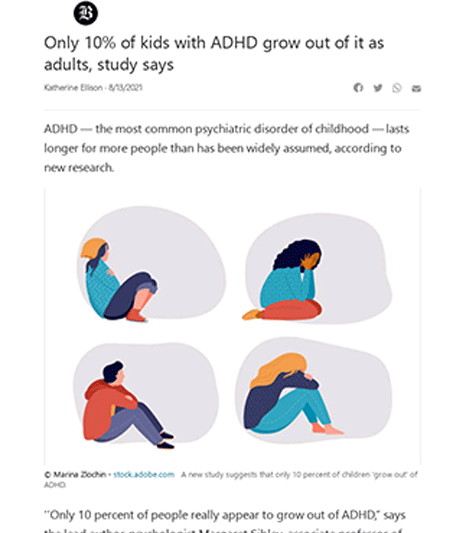 B
Only 10% of kids with ADHD grow out of it as
adults, study says
Katherine Ellison - 8/13/2021
ADHD — the most common psychiatric disorder of childhood — lasts
longer for more people than has been widely assumed, according to
new research.
© Marina Zlochin - stock.adobe.com A new study suggests that only 10 percent of children 'grow out' of
ADHD.
"Only 10 percent of people really appear to grow out of ADHD," says
the lead author, psychologist Margaret Sibley, associate professor of